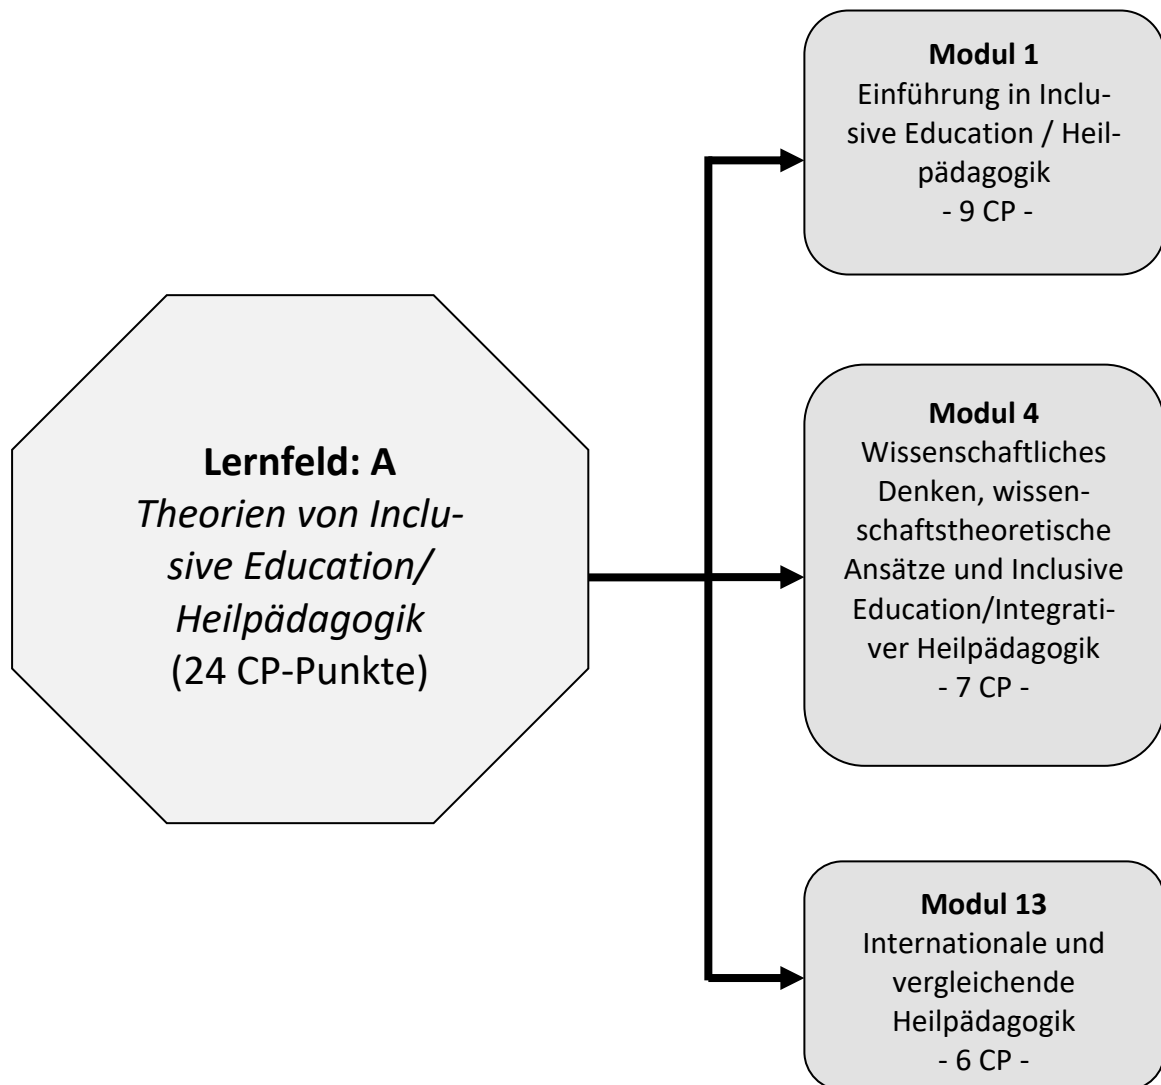 Lernfeld: A
Theorien von Inclu-
sive Education/
Heilpädagogik
(24 CP-Punkte)
Modul 1
Einführung in Inclu-
sive Education / Heil-
pädagogik
- 9 CP -
Modul 4
Wissenschaftliches
Denken, wissen-
schaftstheoretische
Ansätze und Inclusive
Education/Integrati-
ver Heilpädagogik
- 7 CP -
Modul 13
Internationale und
vergleichende
Heilpädagogik
- 6 CP -